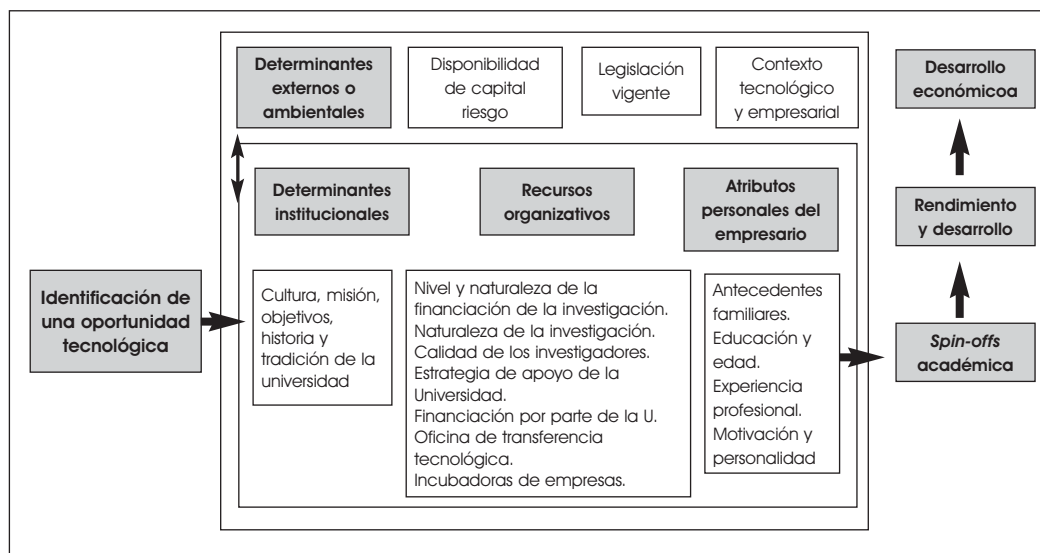 Determinantes
externos o
ambientales
Disponibilidad
de capital
riesgo
Legislación
vigente
Contexto
tecnológico
y empresarial
Desarrollo
económicoa
Determinantes
institucionales
Recursos
organizativos
Atributos
personales del
empresario
Rendimiento
y desarrollo
Identificación de
una oportunidad
tecnológica
Cultura, misión,
objetivos,
historia y
tradición de la
universidad
Nivel y naturaleza de la
financiación de la investigación.
Naturaleza de la investigación.
Calidad de los investigadores.
Estrategia de apoyo de la
Universidad.
Financiación por parte de la U.
Oficina de transferencia
tecnológica.
Incubadoras de empresas.
Antecedentes
familiares.
Educación y
edad.
Experiencia
profesional.
Motivación y
personalidad
Spin-offs
académica